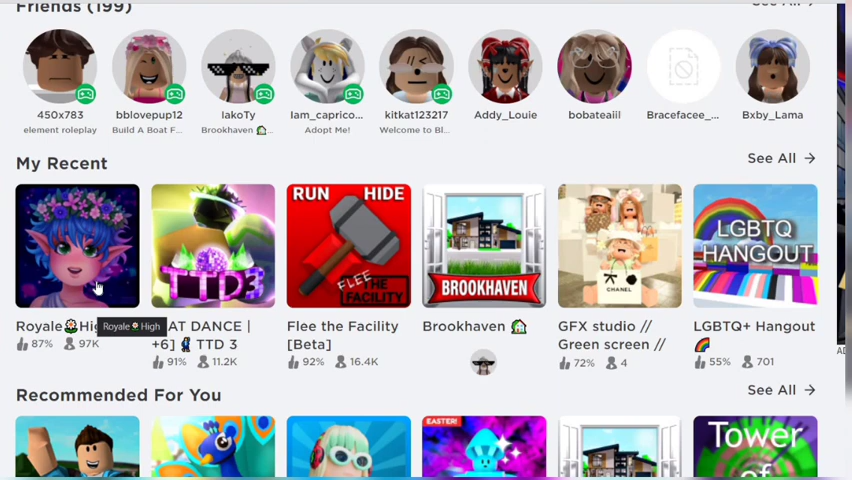 Friends (199)
See All →
450x783 bblovepup12 IakoTy Iam_caprico... kitkat123217 Addy_Louie bobateaiil Bracefacee_... Bxby_Lama
element roleplay Build A Boat F... Brookhaven Adopt Me! Welcome to Bl...
My Recent
See All →
RUN HIDE
FLEE THE FACILITY
TTD3
BROOKHAVEN
CHANEL
LGBTQ HANGOUT
Royale High
Royale High
87% 97K
AT DANCE |
+6] TTD 3
91% 11.2K
Flee the Facility
[Beta]
92% 16.4K
Brookhaven
GFX studio //
Green screen //
72% 4
LGBTQ+ Hangout
55% 701
Recommended For You
See All →
EASTER!
Tower
of